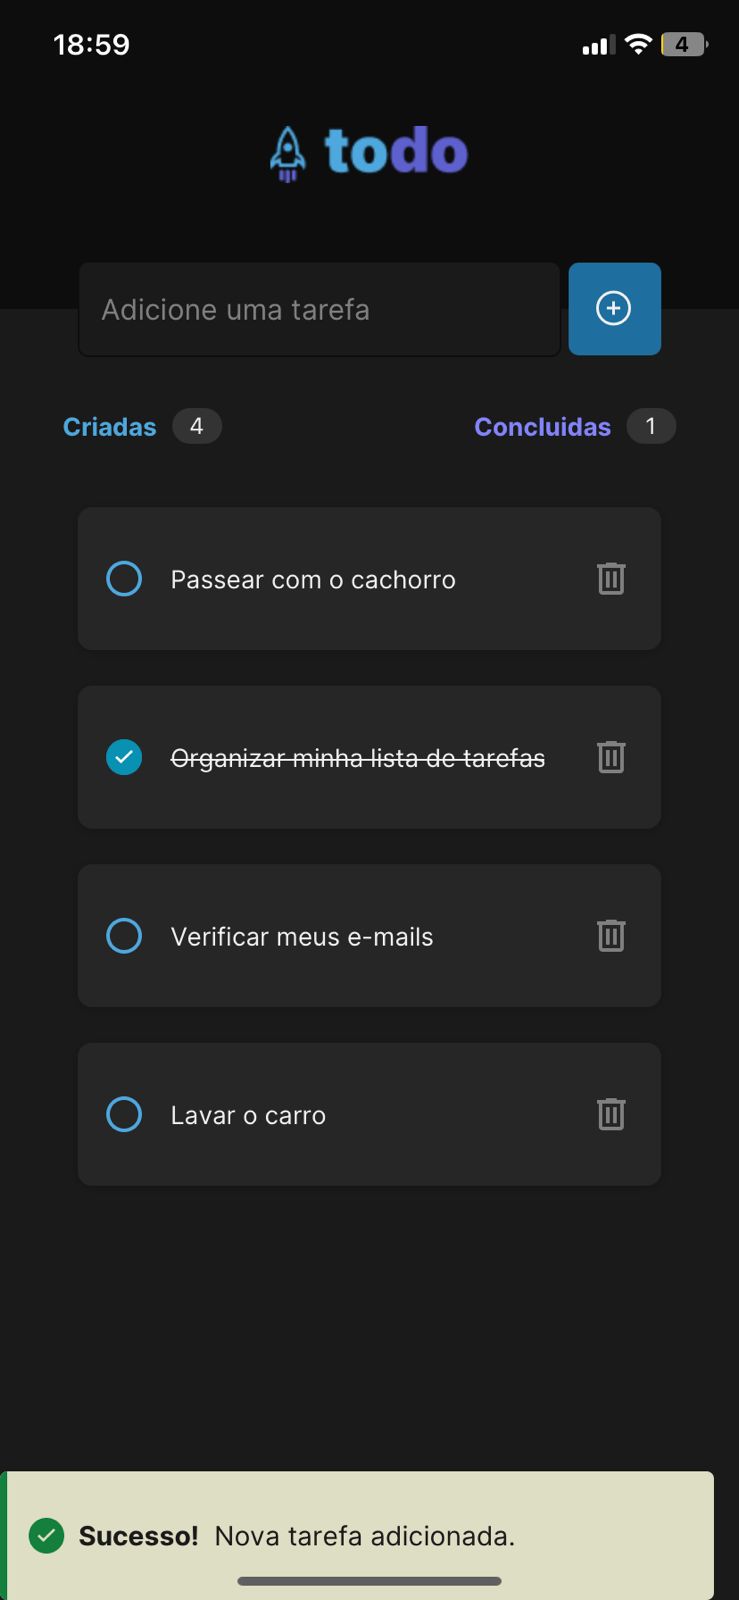 18:59
4
todo
Adicione uma tarefa
Criadas 4 Concluidas 1
Passear com o cachorro
Organizar minha lista de tarefas
Verificar meus e-mails
Lavar o carro
Sucesso! Nova tarefa adicionada.